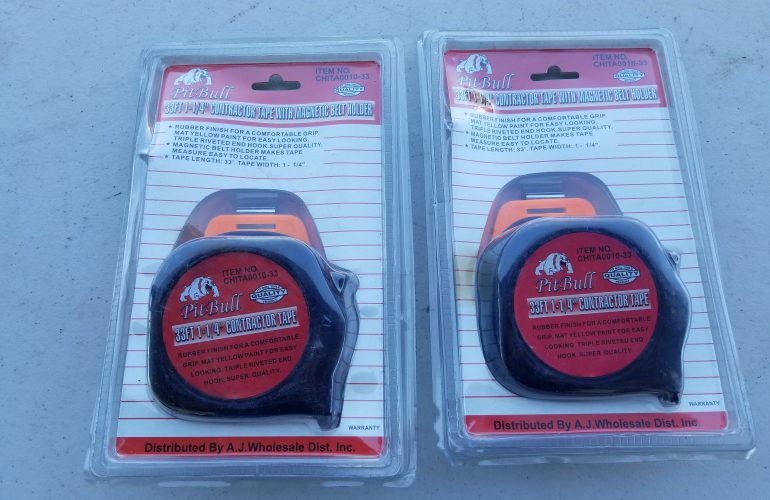 ITEM NO.
CHITA0010-33
Pit-Bull
QUALITY
33FT 1-1/4" CONTRACTOR TAPE WITH MAGNETIC BELT HOLDER
★ RUBBER FINISH FOR A COMFORTABLE GRIP.
MAT YELLOW PAINT FOR EASY LOOKING.
TRIPLE RIVETED END HOOK.SUPER QUALITY.
★ MAGNETIC BELT HOLDER MAKES TAPE
MEASURE EASY TO LOCATE.
★ TAPE LENGTH: 33". TAPE WIDTH: 1 - 1/4".
ITEM NO.
CHITA0010-33
Pit-Bull
QUALITY
33FT 1-1, 4" CONTRACTOR TAPE
RUBBER FINISH FOR A COMFORTABLE
GRIP. MAT YELLOW PAINT FOR EASY
LOOKING. TRIPLE RIVETED END
HOOK. SUPER QUALITY.
WARRANTY
Distributed By A.J.Wholesale Dist. Inc.
ITEM NO.
CHITA0010-33
Pit-Bull
QUALITY
33FT 1-1/4" CONTRACTOR TAPE WITH MAGNETIC BELT HOLDER
★ RUBBER FINISH FOR A COMFORTABLE GRIP.
MAT YELLOW PAINT FOR EASY LOOKING.
TRIPLE RIVETED END HOOK.SUPER QUALITY.
★ MAGNETIC BELT HOLDER MAKES TAPE
MEASURE EASY TO LOCATE.
★ TAPE LENGTH: 33". TAPE WIDTH: 1 - 1/4".
ITEM NO.
CHITA0010-33
Pit-Bull
QUALITY
33FT 1-1, 4" CONTRACTOR TAPE
RUBBER FINISH FOR A COMFORTABLE
GRIP. MAT YELLOW PAINT FOR EASY
LOOKING. TRIPLE RIVETED END
HOOK. SUPER QUALITY.
WARRANTY
Distributed By A.J.Wholesale Dist. Inc.